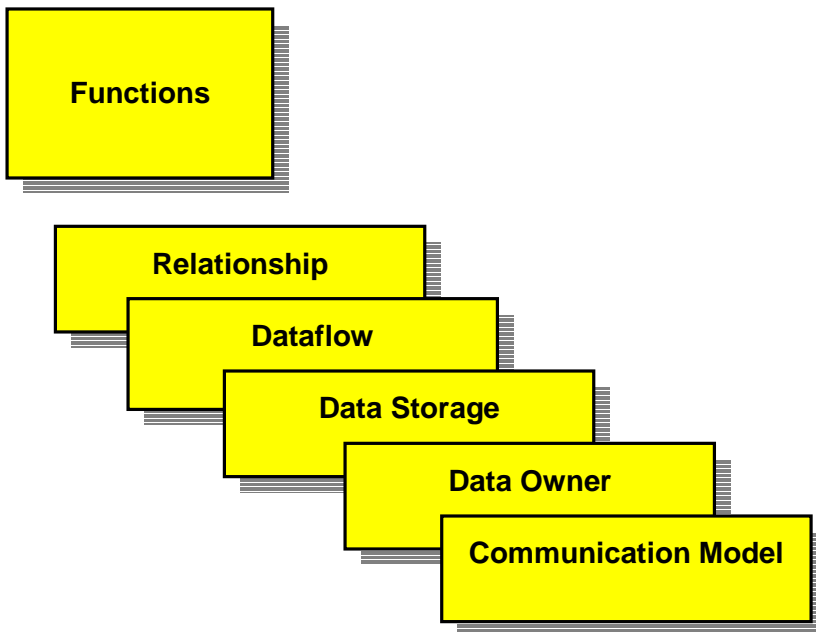 Functions
Relationship
Dataflow
Data Storage
Data Owner
Communication Model